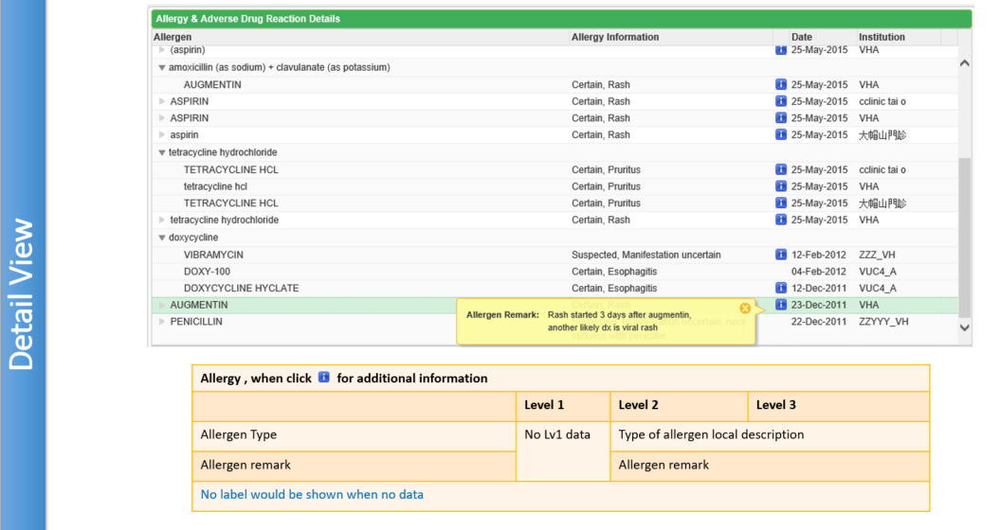 Detail View
Allergy & Adverse Drug Reaction Details
Allergen Allergy Information Date Institution
(aspirin) 25-May-2015 VHA
amoxicillin (as sodium) + clavulanate (as potassium)
AUGMENTIN Certain, Rash 25-May-2015 VHA
ASPIRIN Certain, Rash 25-May-2015 cclinic tai o
ASPIRIN Certain, Rash 25-May-2015 VHA
aspirin Certain, Rash 25-May-2015 大帽山門診
tetracycline hydrochloride
TETRACYCLINE HCL Certain, Pruritus 25-May-2015 cclinic tai o
tetracycline hcl Certain, Pruritus 25-May-2015 VHA
TETRACYCLINE HCL Certain, Pruritus 25-May-2015 大帽山門診
tetracycline hydrochloride Certain, Rash 25-May-2015 VHA
doxycycline
VIBRAMYCIN Suspected, Manifestation uncertain 12-Feb-2012 ZZZ_VH
DOXY-100 Certain, Esophagitis 04-Feb-2012 VUC4_A
DOXYCYCLINE HYCLATE Certain, Esophagitis 12-Dec-2011 VUC4_A
AUGMENTIN Certain, Rash 23-Dec-2011 VHA
Allergen Remark: Rash started 3 days after augmentin,
another likely dx is viral rash
PENICILLIN uncertain, neck 22-Dec-2011 ZZYYY_VH
stiffness with penicilin
Allergy , when click i for additional information
Level 1 Level 2 Level 3
Allergen Type No Lv1 data Type of allergen local description
Allergen remark Allergen remark
No label would be shown when no data